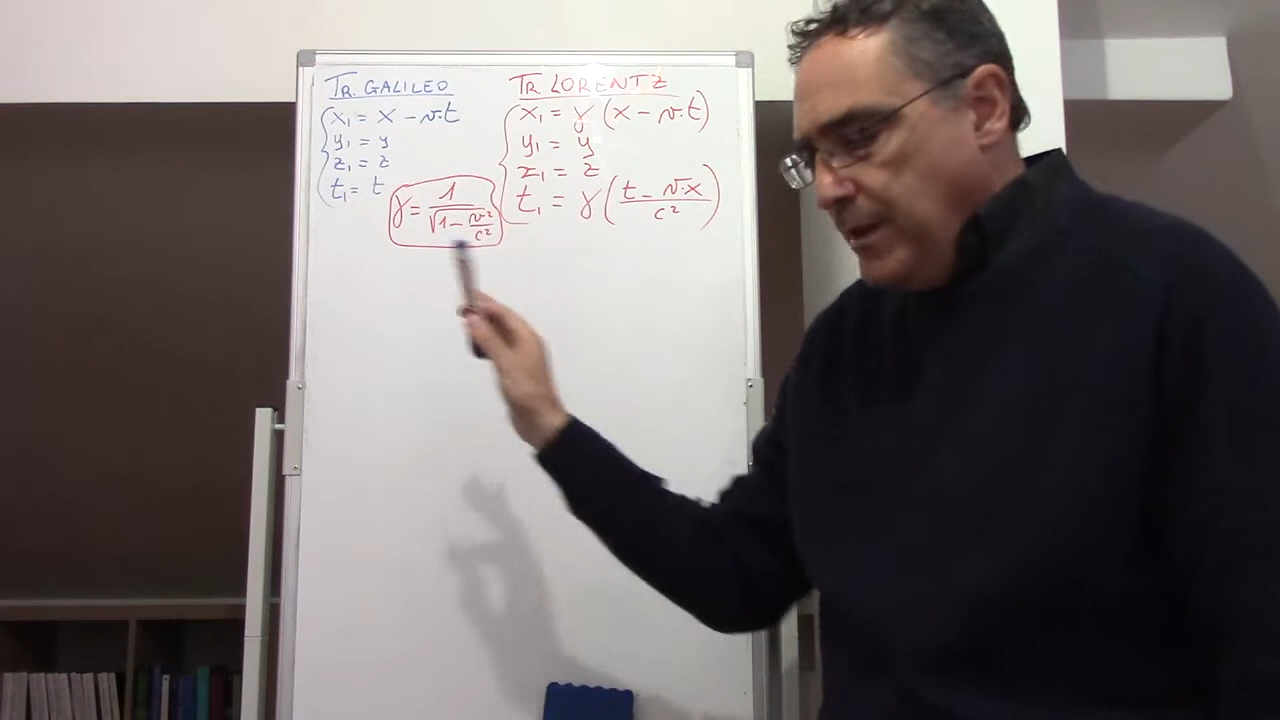 TR. GALILEO
x₁ = x - v·t
y₁ = y
z₁ = z
t₁ = t
γ = 1 / √(1 - v²/c²)
TR LORENTZ
x₁ = γ (x - v·t)
y₁ = y
z₁ = z
t₁ = γ ((t - v·x) / c²)